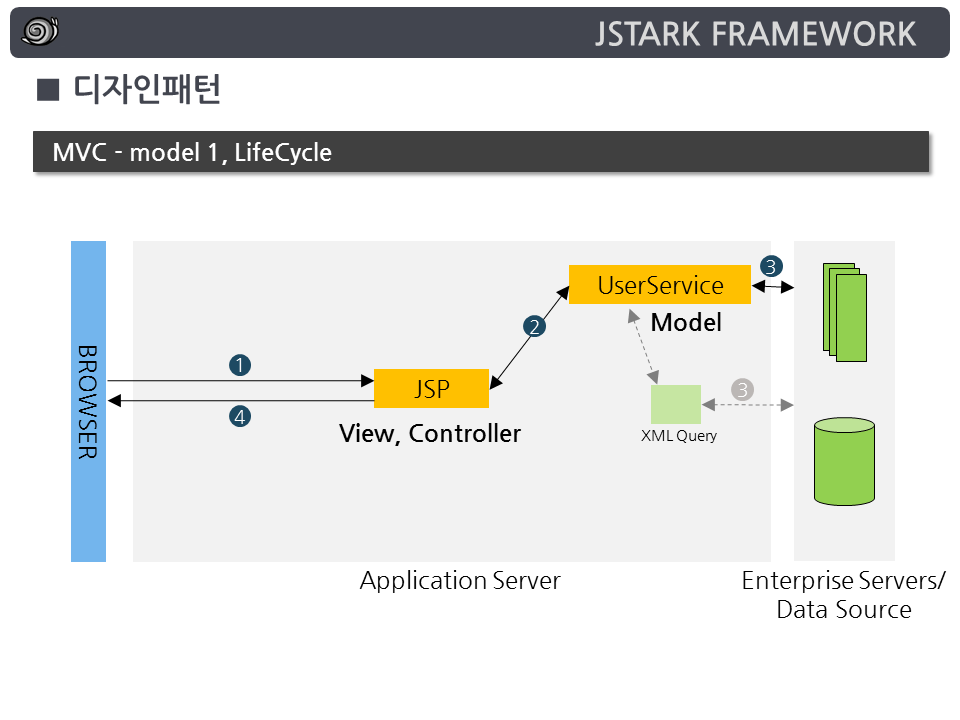 JSTARK FRAMEWORK
■ 디자인패턴
MVC - model 1, LifeCycle
BROWSER
1
4
JSP
View, Controller
2
UserService
Model
3
XML Query
3
Application Server
Enterprise Servers/
Data Source